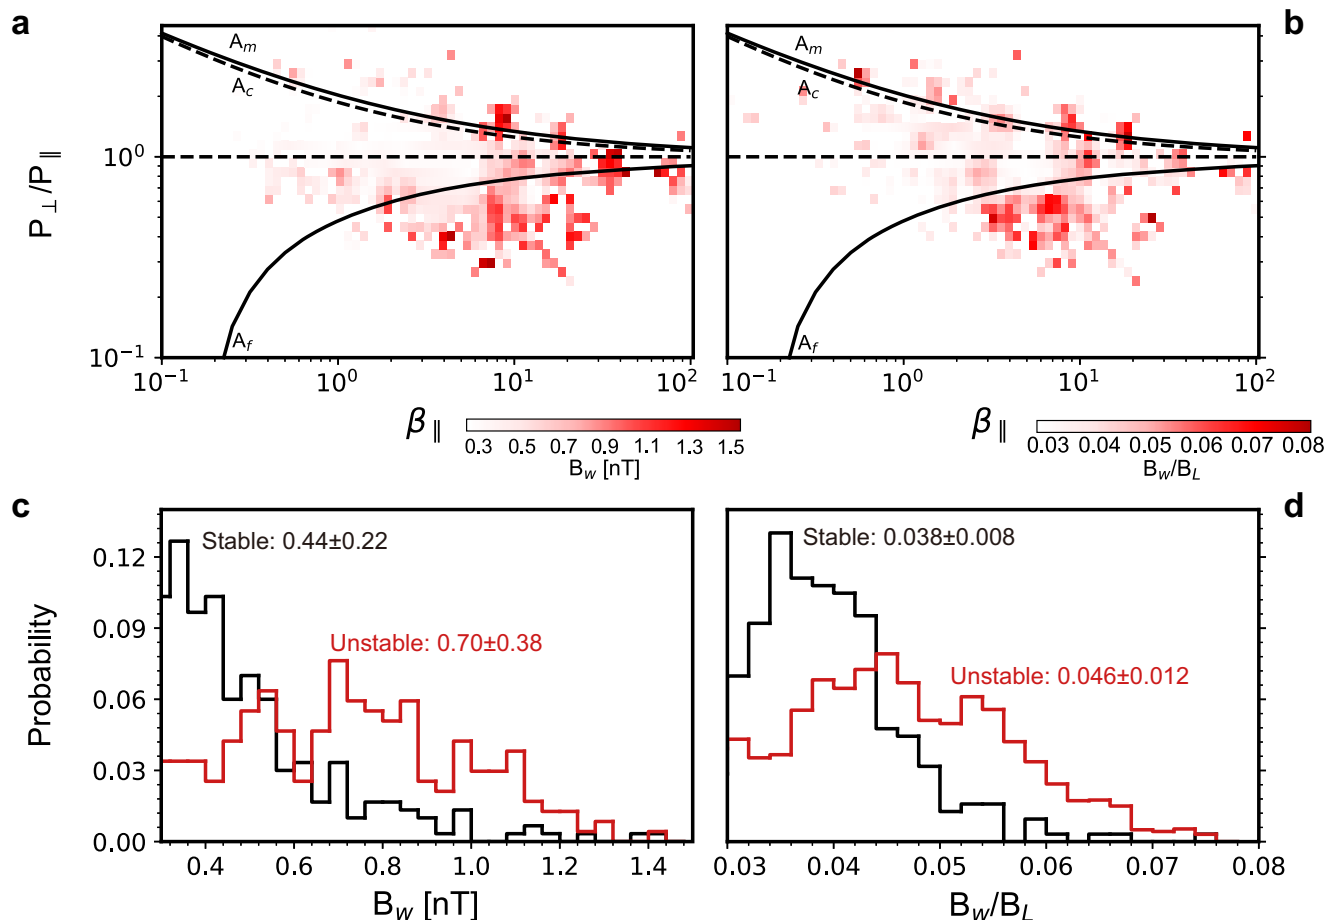 a
b
A_m
A_c
A_f
A_m
A_c
A_f
P_⊥/P_∥
10^0
10^-1
10^-1 10^0 10^1 10^2
10^-1 10^0 10^1 10^2
β_∥
0.3 0.5 0.7 0.9 1.1 1.3 1.5
B_w [nT]
β_∥
0.03 0.04 0.05 0.06 0.07 0.08
B_w/B_L
c
d
Stable: 0.44±0.22
Unstable: 0.70±0.38
Stable: 0.038±0.008
Unstable: 0.046±0.012
Probability
0.12
0.09
0.06
0.03
0.00
0.4 0.6 0.8 1.0 1.2 1.4
B_w [nT]
0.03 0.04 0.05 0.06 0.07 0.08
B_w/B_L